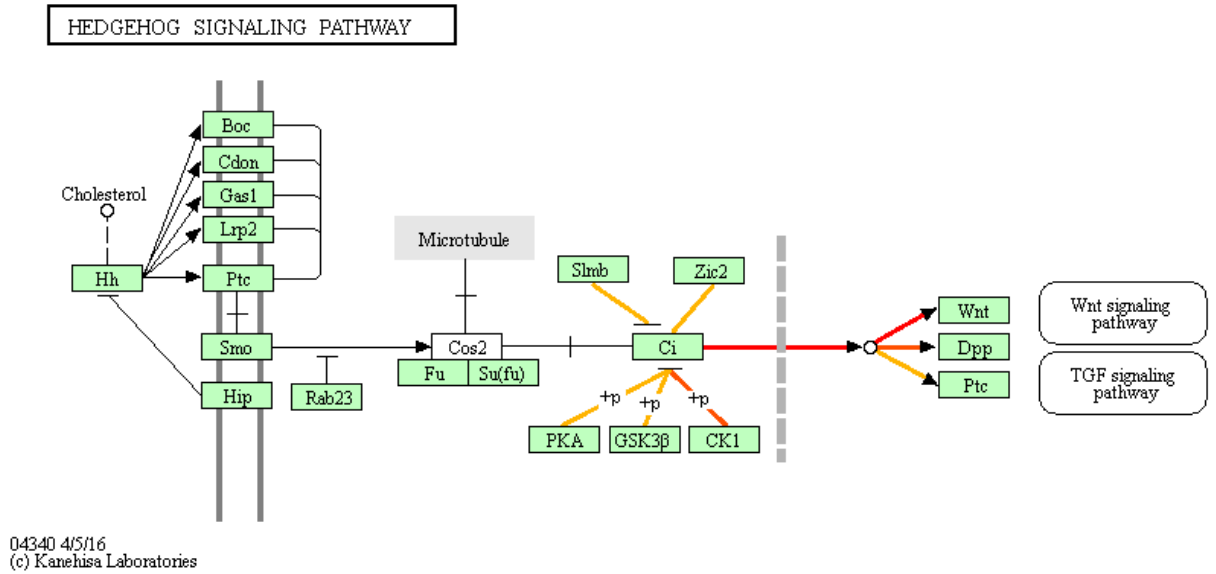 HEDGEHOG SIGNALING PATHWAY
Boc
Cdon
Cholesterol
Gas1
Lrp2
Microtubule
Hh
Ptc
Slmb
Zic2
Wnt
Wnt signaling
pathway
Smo
Cos2
Ci
Dpp
Fu
Su(fu)
TGF signaling
pathway
Ptc
Hip
Rab23
+p
+p
+p
PKA
GSK3β
CK1
04340 4/5/16
(c) Kanehisa Laboratories